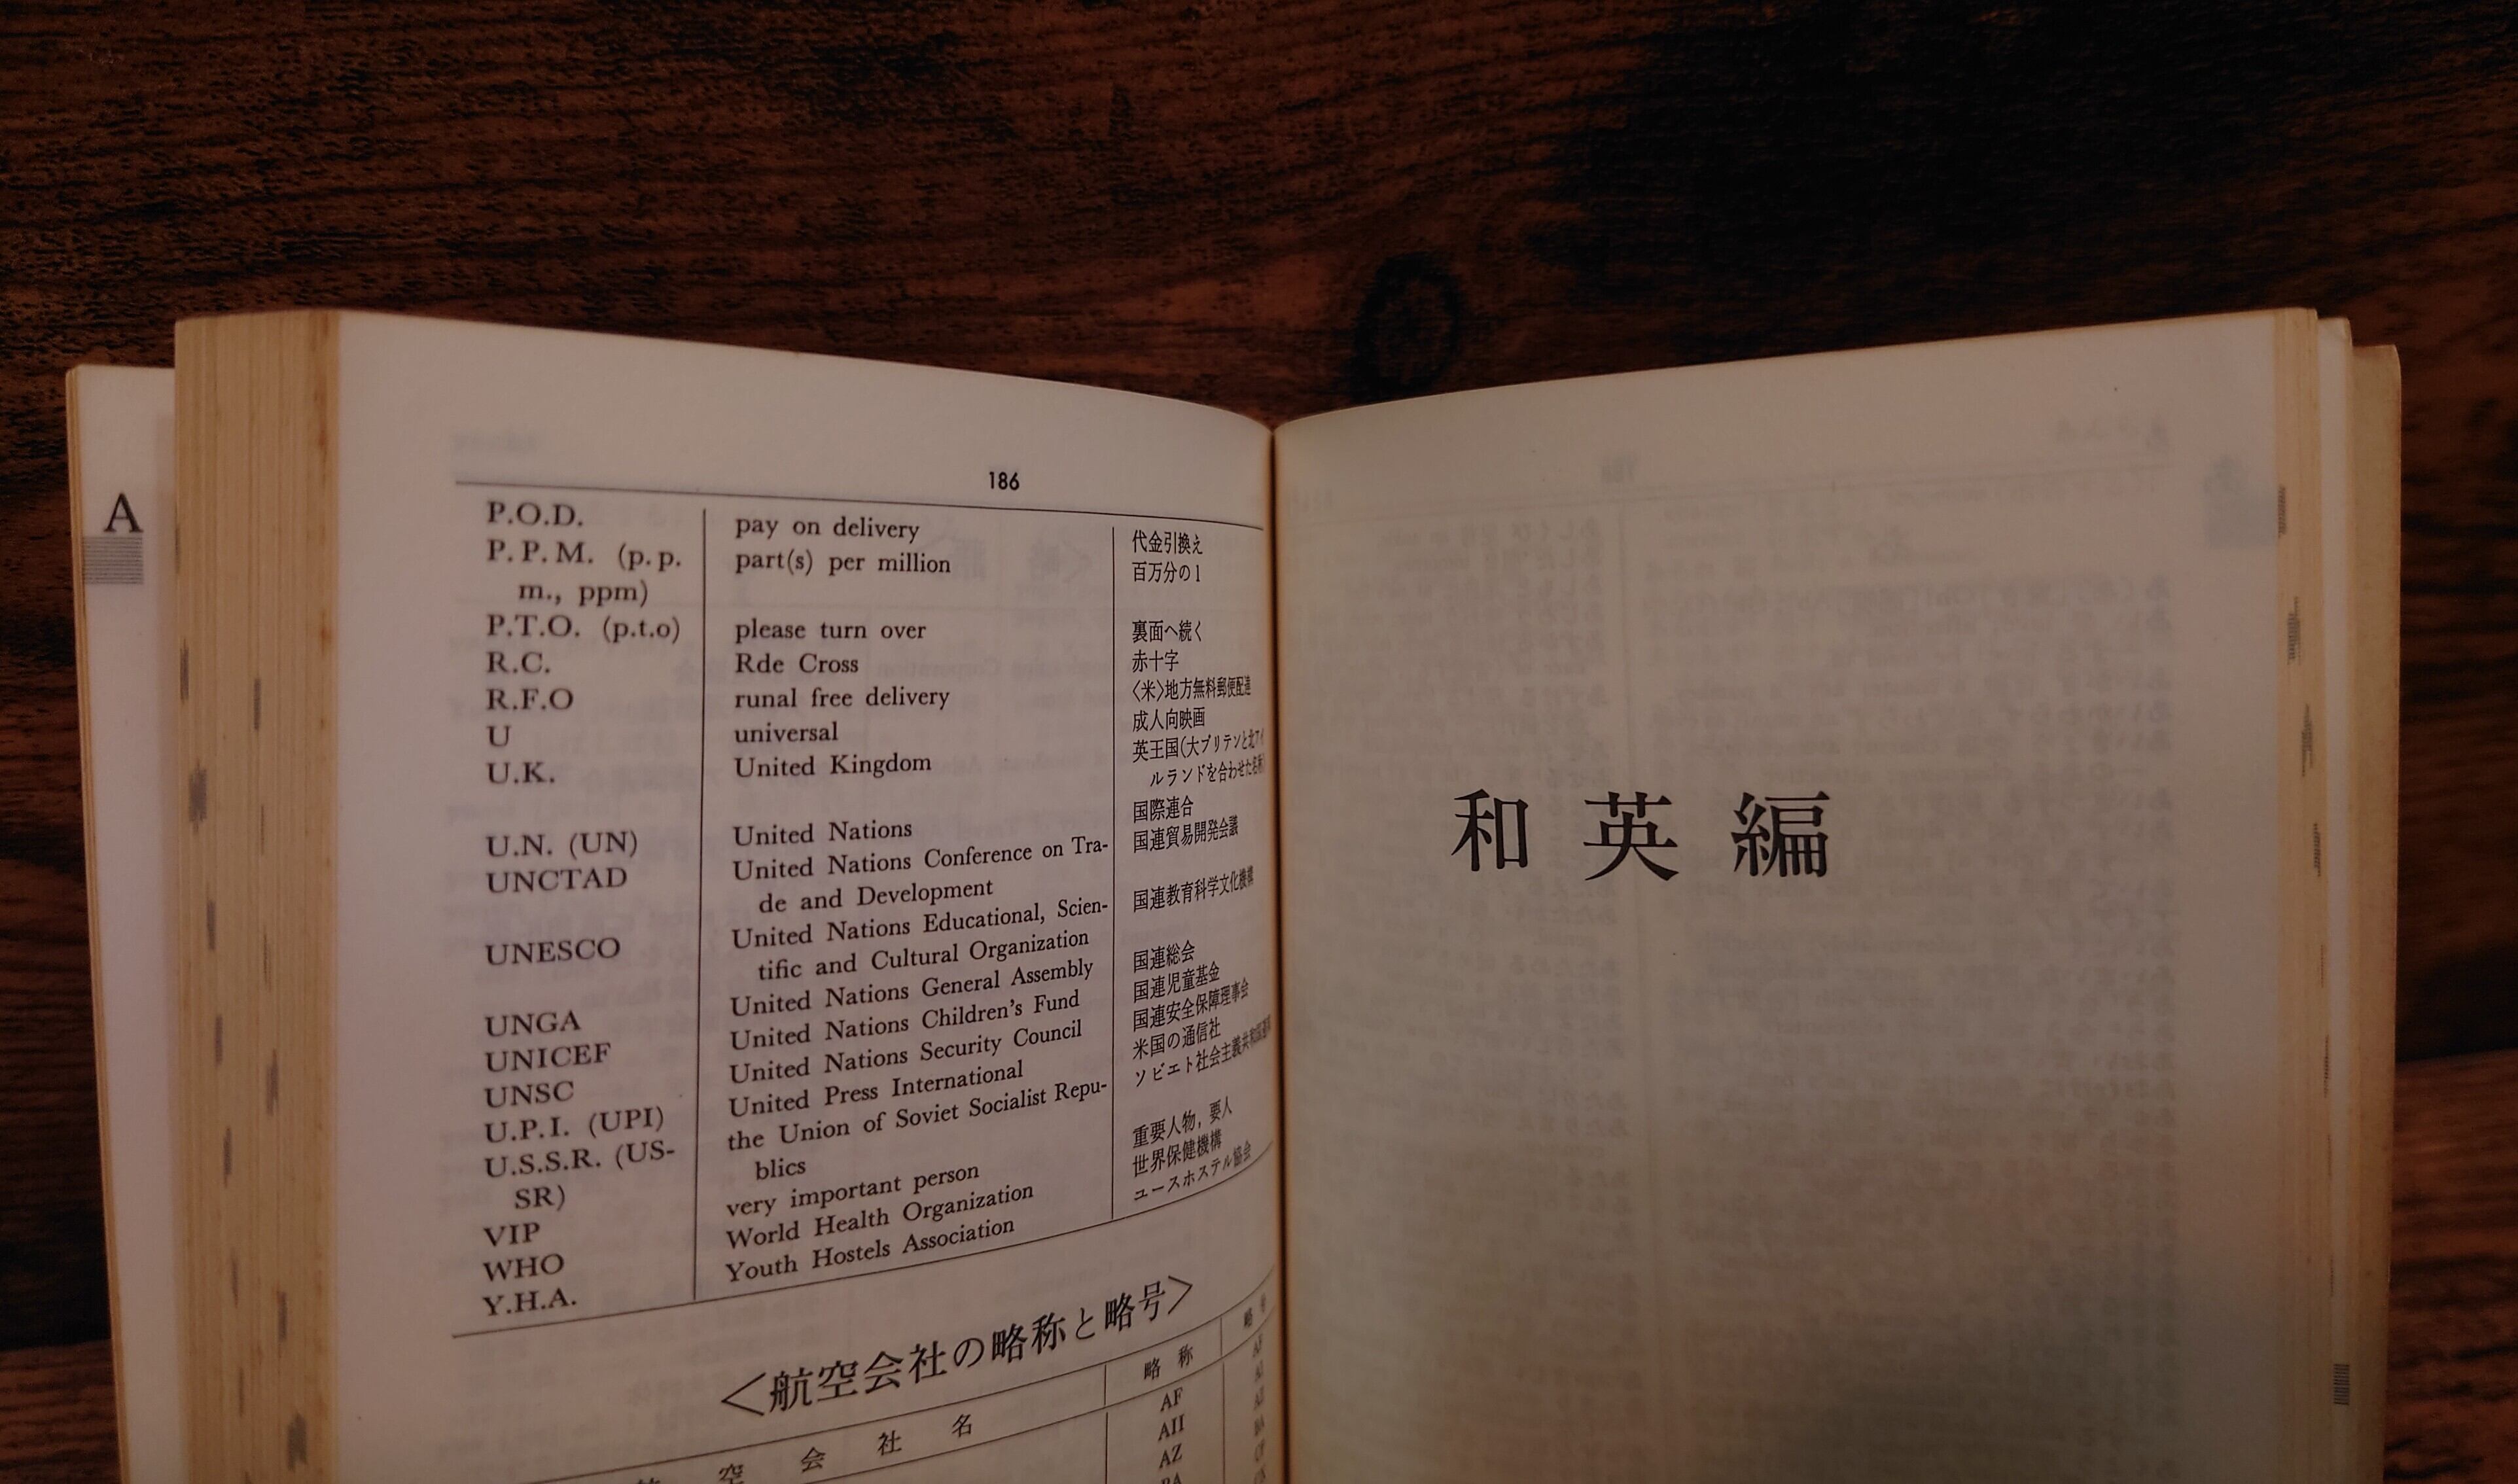 A
186
P.O.D. pay on delivery 代金引換え
P.P.M. (p.p. part(s) per million 百万分の1
m., ppm)
P.T.O. (p.t.o) please turn over 裏面へ続く
R.C. Rde Cross 赤十字
R.F.O runal free delivery 〈米〉地方無料郵便配達
U universal 成人向映画
U.K. United Kingdom 英王国(大ブリテンと北アイ
ルランドを合わせた名称)
U.N. (UN) United Nations 国際連合
UNCTAD United Nations Conference on Tra- 国連貿易開発会議
de and Development
UNESCO United Nations Educational, Scien- 国連教育科学文化機構
tific and Cultural Organization
UNGA United Nations General Assembly 国連総会
UNICEF United Nations Children's Fund 国連児童基金
UNSC United Nations Security Council 国連安全保障理事会
U.P.I. (UPI) United Press International 米国の通信社
U.S.S.R. (US- the Union of Soviet Socialist Repu- ソビエト社会主義共和国連邦
SR) blics
VIP very important person 重要人物, 要人
WHO World Health Organization 世界保健機構
Y.H.A. Youth Hostels Association ユースホステル協会
〈航空会社の略称と略号〉
空会社名 略称 略
AF AF
AII
AZ
BA
和英編